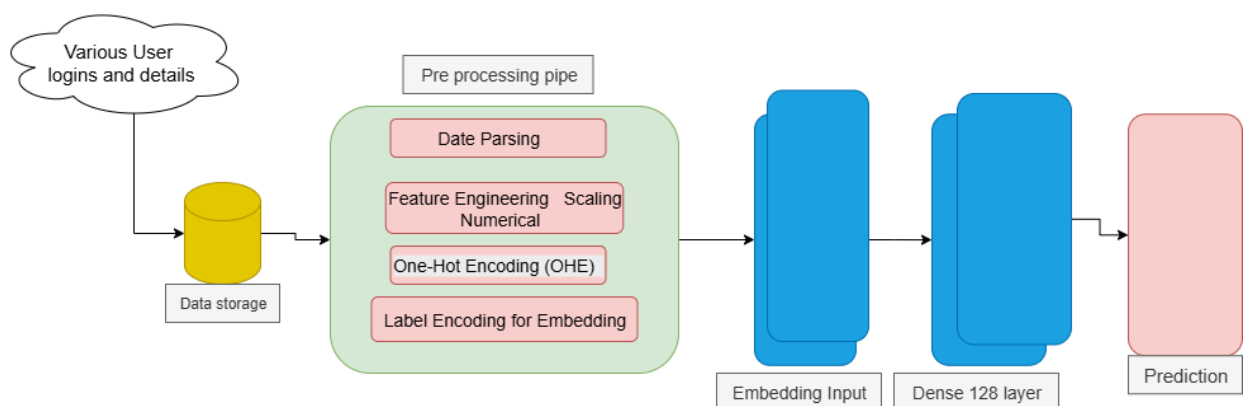 Various User
logins and details
Pre processing pipe
Date Parsing
Feature Engineering Scaling
Numerical
One-Hot Encoding (OHE)
Label Encoding for Embedding
Data storage
Embedding Input
Dense 128 layer
Prediction